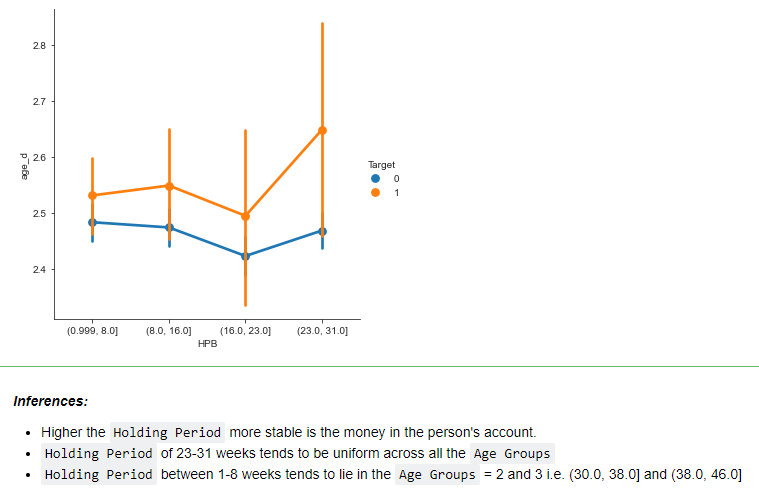 2.8
2.7
2.6
2.5
2.4
age_d
Target
0
1
(0.999, 8.0] (8.0, 16.0] (16.0, 23.0] (23.0, 31.0]
HPB
Inferences:
• Higher the Holding Period more stable is the money in the person's account.
• Holding Period of 23-31 weeks tends to be uniform across all the Age Groups
• Holding Period between 1-8 weeks tends to lie in the Age Groups = 2 and 3 i.e. (30.0, 38.0] and (38.0, 46.0]